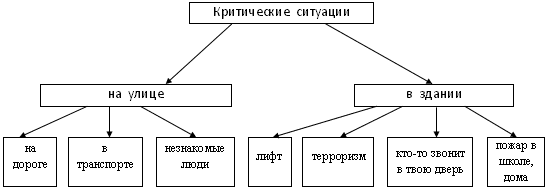 Критические ситуации
на улице
в здании
на
дороге
в
транспорте
незнакомые
люди
лифт
терроризм
кто-то звонит
в твою дверь
пожар в
школе,
дома